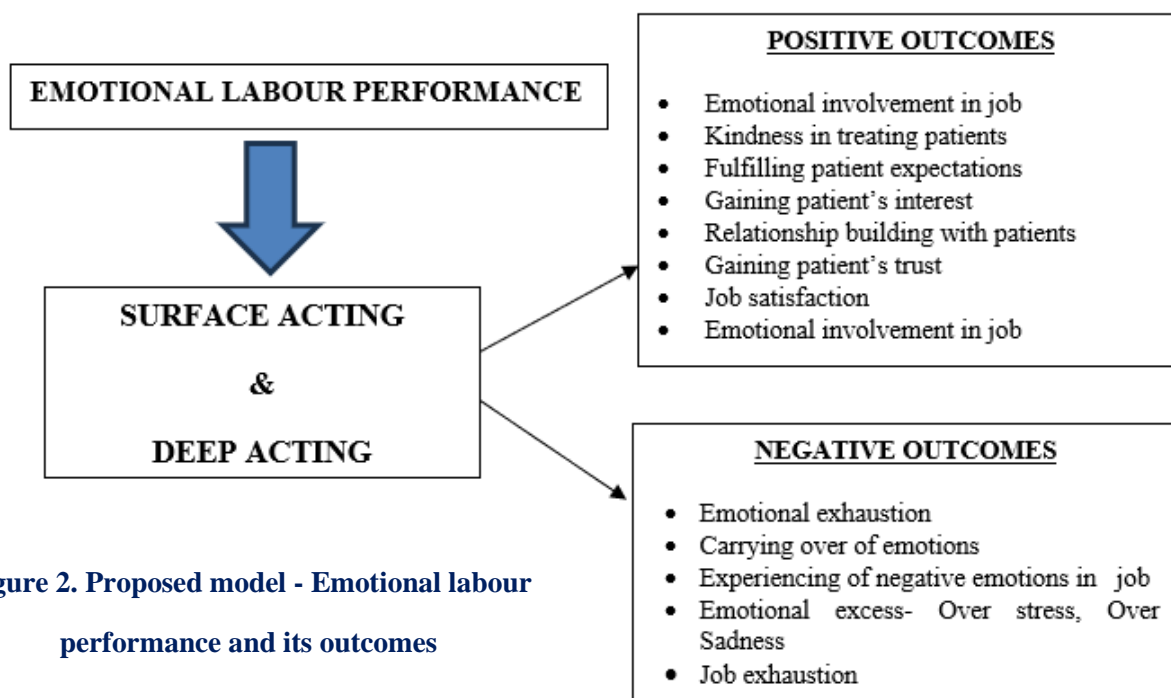 EMOTIONAL LABOUR PERFORMANCE
SURFACE ACTING
&
DEEP ACTING
POSITIVE OUTCOMES
• Emotional involvement in job
• Kindness in treating patients
• Fulfilling patient expectations
• Gaining patient’s interest
• Relationship building with patients
• Gaining patient’s trust
• Job satisfaction
• Emotional involvement in job
NEGATIVE OUTCOMES
• Emotional exhaustion
• Carrying over of emotions
• Experiencing of negative emotions in job
• Emotional excess- Over stress, Over
Sadness
• Job exhaustion
gure 2. Proposed model - Emotional labour
performance and its outcomes